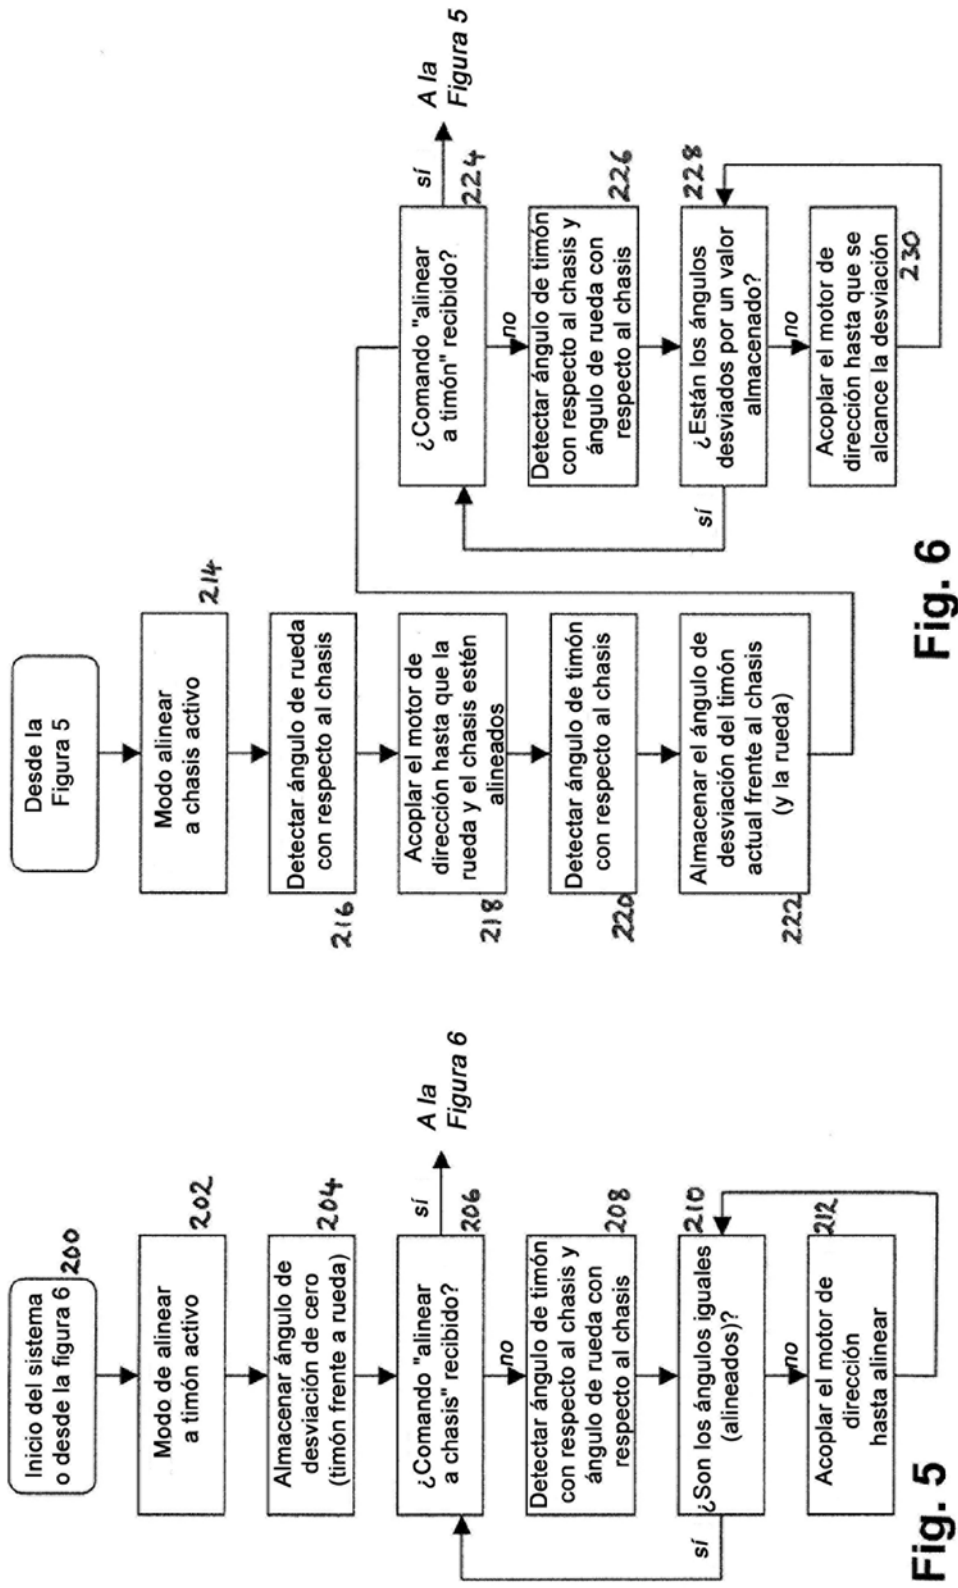 Inicio del sistema
o desde la figura 6
200
Modo de alinear
a timón activo
202
Almacenar ángulo de
desviación de cero
(timón frente a rueda)
204
¿Comando "alinear
a chasis" recibido?
206
sí
A la
Figura 6
no
Detectar ángulo de timón
con respecto al chasis y
ángulo de rueda con
respecto al chasis
208
¿Son los ángulos iguales
(alineados)?
210
sí
no
Acoplar el motor de
dirección
hasta alinear
212
Fig. 5
Desde la
Figura 5
Modo alinear
a chasis activo
214
Detectar ángulo de rueda
con respecto al chasis
216
Acoplar el motor de
dirección hasta que la
rueda y el chasis estén
alineados
218
Detectar ángulo de timón
con respecto al chasis
220
Almacenar el ángulo de
desviación del timón
actual frente al chasis
(y la rueda)
222
¿Comando "alinear
a timón" recibido?
224
sí
A la
Figura 5
no
Detectar ángulo de timón
con respecto al chasis y
ángulo de rueda con
respecto al chasis
226
¿Están los ángulos
desviados por un valor
almacenado?
228
sí
no
Acoplar el motor de
dirección hasta que se
alcance la desviación
230
Fig. 6